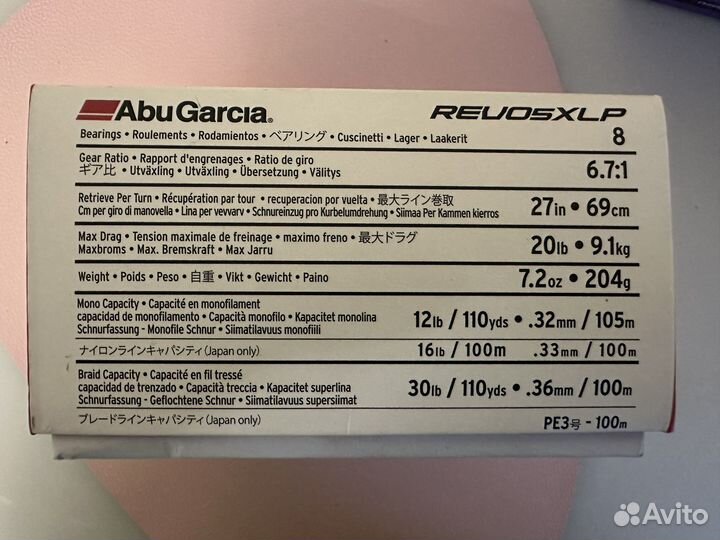 AbuGarcia®
REVO5XLP
Bearings • Roulements • Rodamientos • ベアリング • Cuscinetti • Lager • Laakerit
8
Gear Ratio • Rapport d'engrenages • Ratio de giro
ギア比 • Utväxling • Utväxling • Übersetzung • Välitys
6.7:1
Retrieve Per Turn • Récupération par tour • recuperacion por vuelta • 最大ライン巻取
Cm per giro di manovella • Lina per vevvarv • Schnureinzug pro Kurbelumdrehung • Siimaa Per Kammen kierros
27in • 69cm
Max Drag • Tension maximale de freinage • maximo freno • 最大ドラグ
Maxbroms • Max. Bremskraft • Max Jarru
20lb • 9.1kg
Weight • Poids • Peso • 自重 • Vikt • Gewicht • Paino
7.2oz • 204g
Mono Capacity • Capacité en monofilament
capacidad de monofilamento • Capacità monofilo • Kapacitet monolina
Schnurfassung - Monofile Schnur • Siimatilavuus monofiili
12lb / 110yds • .32mm / 105m
ナイロンラインキャパシティ(Japan only)
16lb / 100m .33mm / 100m
Braid Capacity • Capacité en fil tressé
capacidad de trenzado • Capacità treccia • Kapacitet superlina
Schnurfassung - Geflochtene Schnur • Siimatilavuus supersiimat
30lb / 110yds • .36mm / 100m
ブレードラインキャパシティ(Japan only)
PE3号 - 100m
Avito